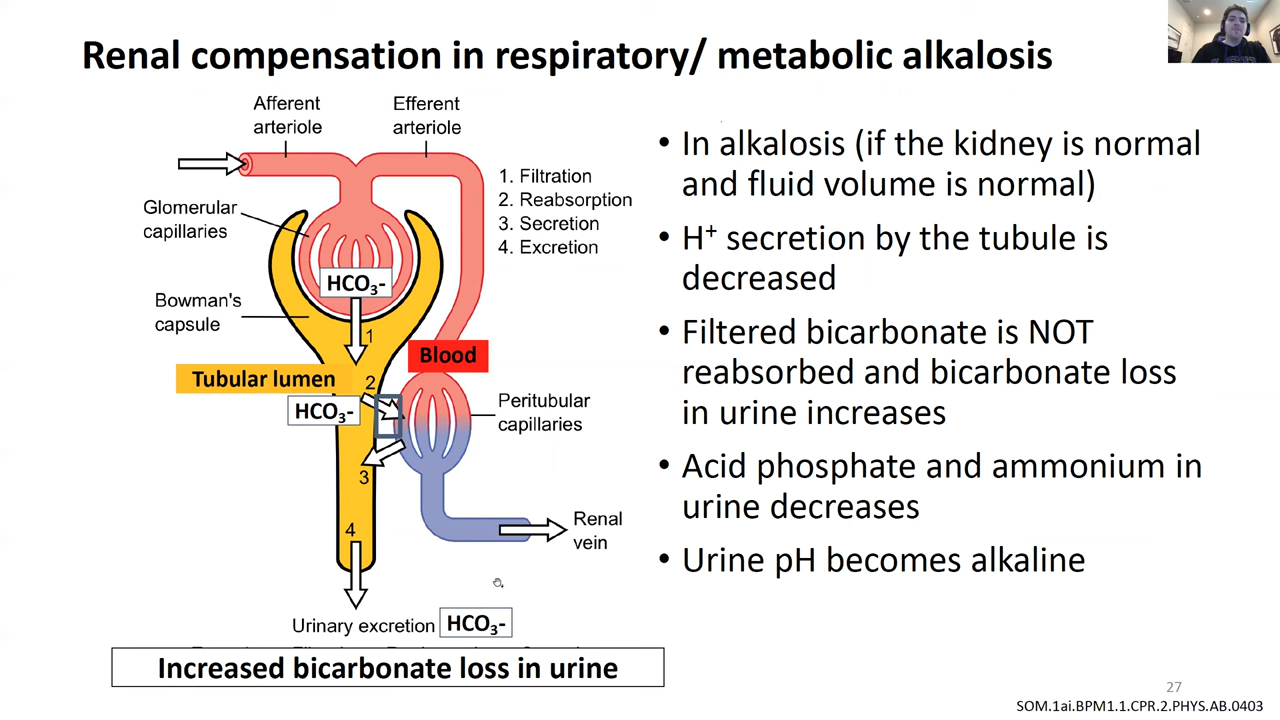 Renal compensation in respiratory/ metabolic alkalosis
Afferent
arteriole
Efferent
arteriole
1. Filtration
2. Reabsorption
3. Secretion
4. Excretion
Glomerular
capillaries
HCO₃-
Bowman's
capsule
1
Blood
Tubular lumen
2
HCO₃-
Peritubular
capillaries
3
4
Renal
vein
Urinary excretion HCO₃-
Increased bicarbonate loss in urine
• In alkalosis (if the kidney is normal
and fluid volume is normal)
• H⁺ secretion by the tubule is
decreased
• Filtered bicarbonate is NOT
reabsorbed and bicarbonate loss
in urine increases
• Acid phosphate and ammonium in
urine decreases
• Urine pH becomes alkaline
27
SOM.1ai.BPM1.1.CPR.2.PHYS.AB.0403